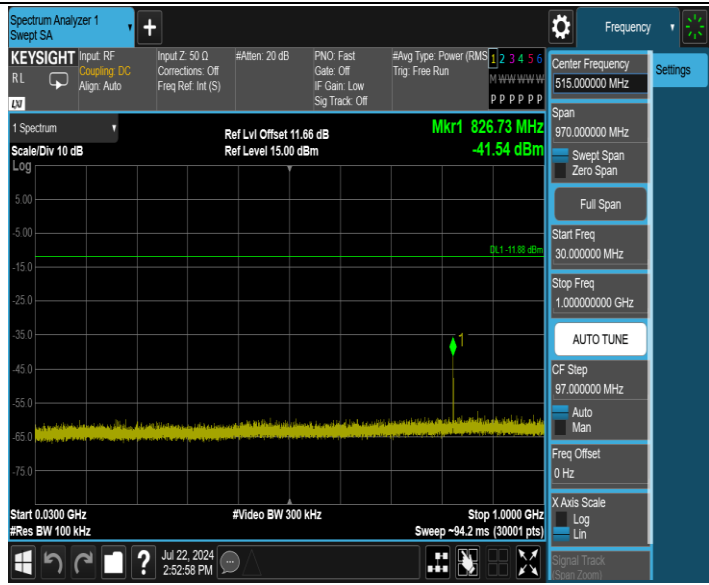 Spectrum Analyzer 1
Swept SA
Frequency
KEYSIGHT Input: RF Input Z: 50 Ω #Atten: 20 dB PNO: Fast #Avg Type: Power (RMS 1 2 3 4 5 6
RL Coupling: DC Corrections: Off Gate: Off Trig: Free Run M W W W W W
Align: Auto Freq Ref: Int (S) IF Gain: Low
LXI Sig Track: Off P P P P P P
Center Frequency
515.000000 MHz
Settings
Span
970.000000 MHz
Swept Span
Zero Span
Full Span
Start Freq
30.000000 MHz
Stop Freq
1.000000000 GHz
AUTO TUNE
CF Step
97.000000 MHz
Auto
Man
Freq Offset
0 Hz
X Axis Scale
Log
Lin
Signal Track
(Span Zoom)
1 Spectrum
Scale/Div 10 dB
Log
Ref Lvl Offset 11.66 dB
Ref Level 15.00 dBm
Mkr1 826.73 MHz
-41.54 dBm
5.00
-5.00
DL1 -11.88 dBm
-15.0
-25.0
-35.0
1
-45.0
-55.0
-65.0
-75.0
Start 0.0300 GHz #Video BW 300 kHz Stop 1.0000 GHz
#Res BW 100 kHz Sweep ~94.2 ms (30001 pts)
Jul 22, 2024
2:52:58 PM